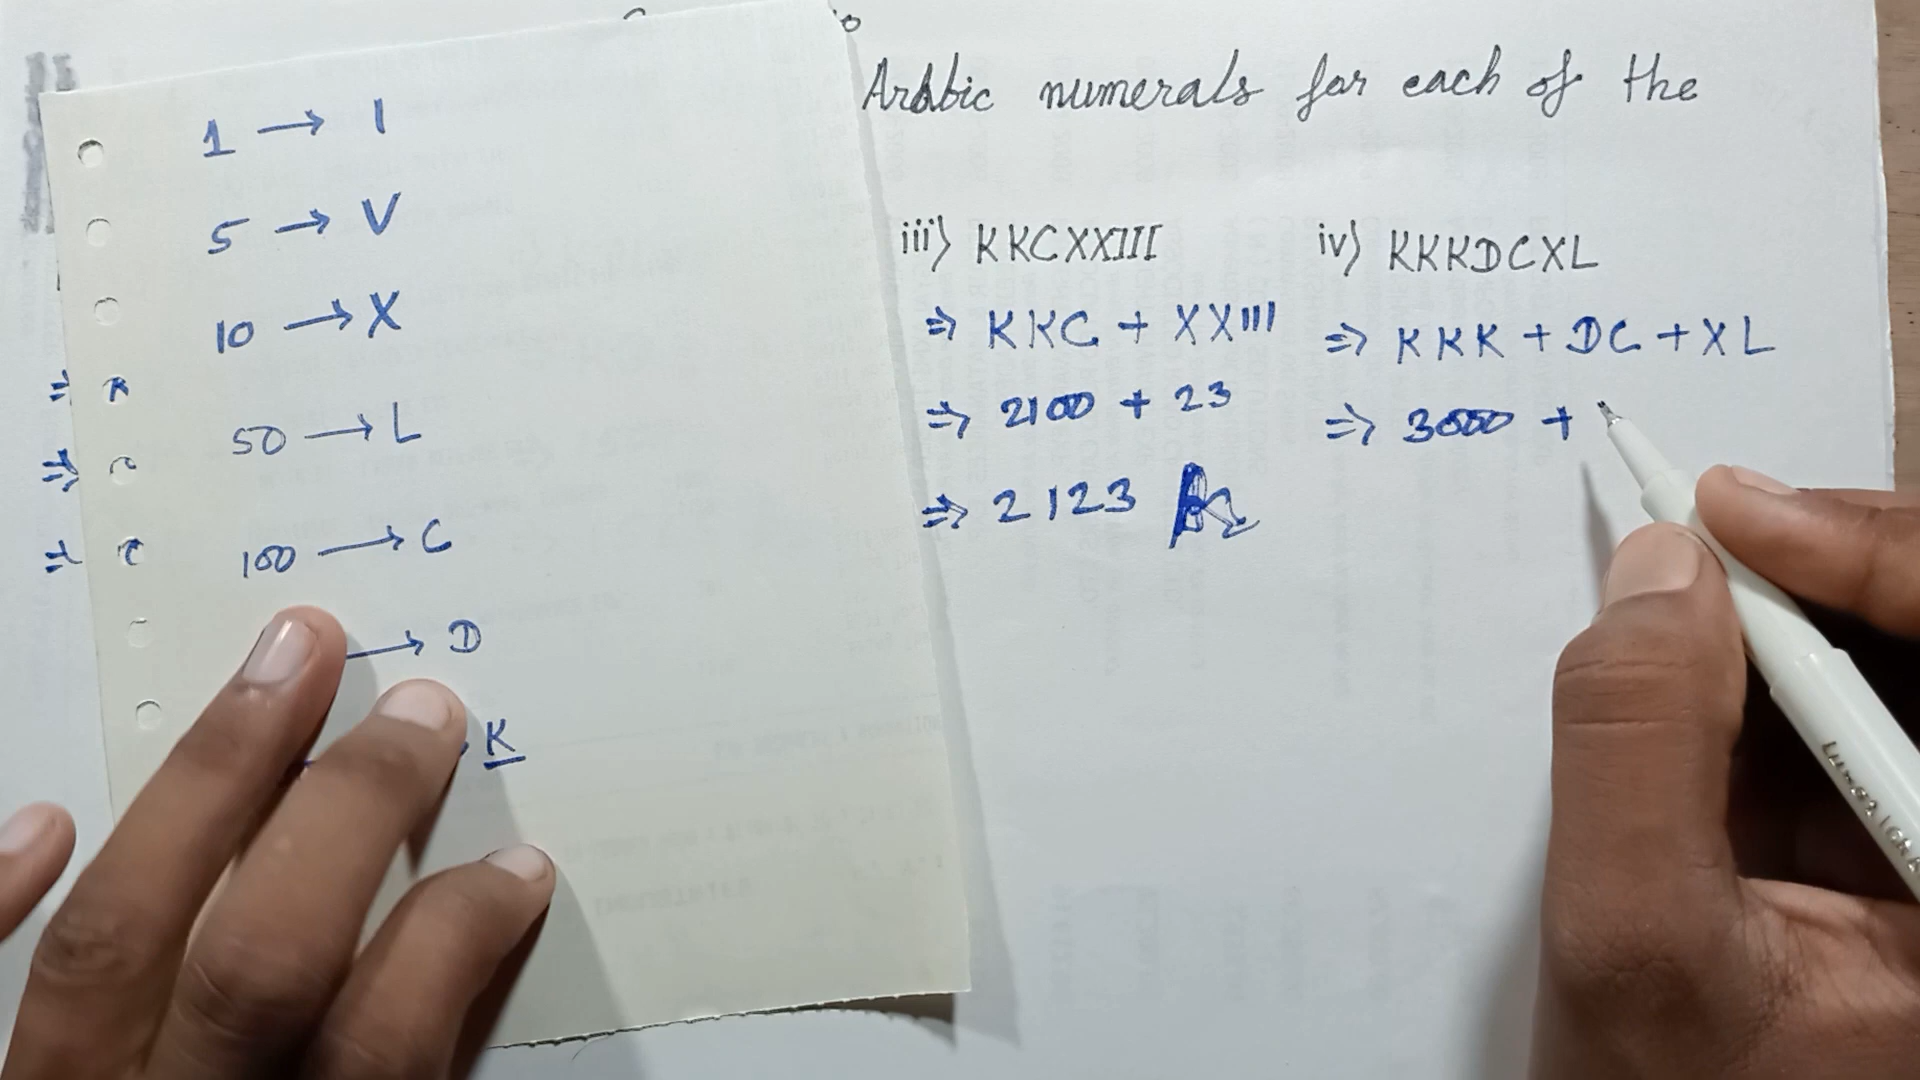 1 → I
5 → V
10 → X
50 → L
100 → C
→ D
K
Arabic numerals for each of the
iii) KKCXXIII
⇒ KKC + XXIII
⇒ 2100 + 23
⇒ 2123
iv) KKKDCXL
⇒ KKK + DC + XL
⇒ 3000 +